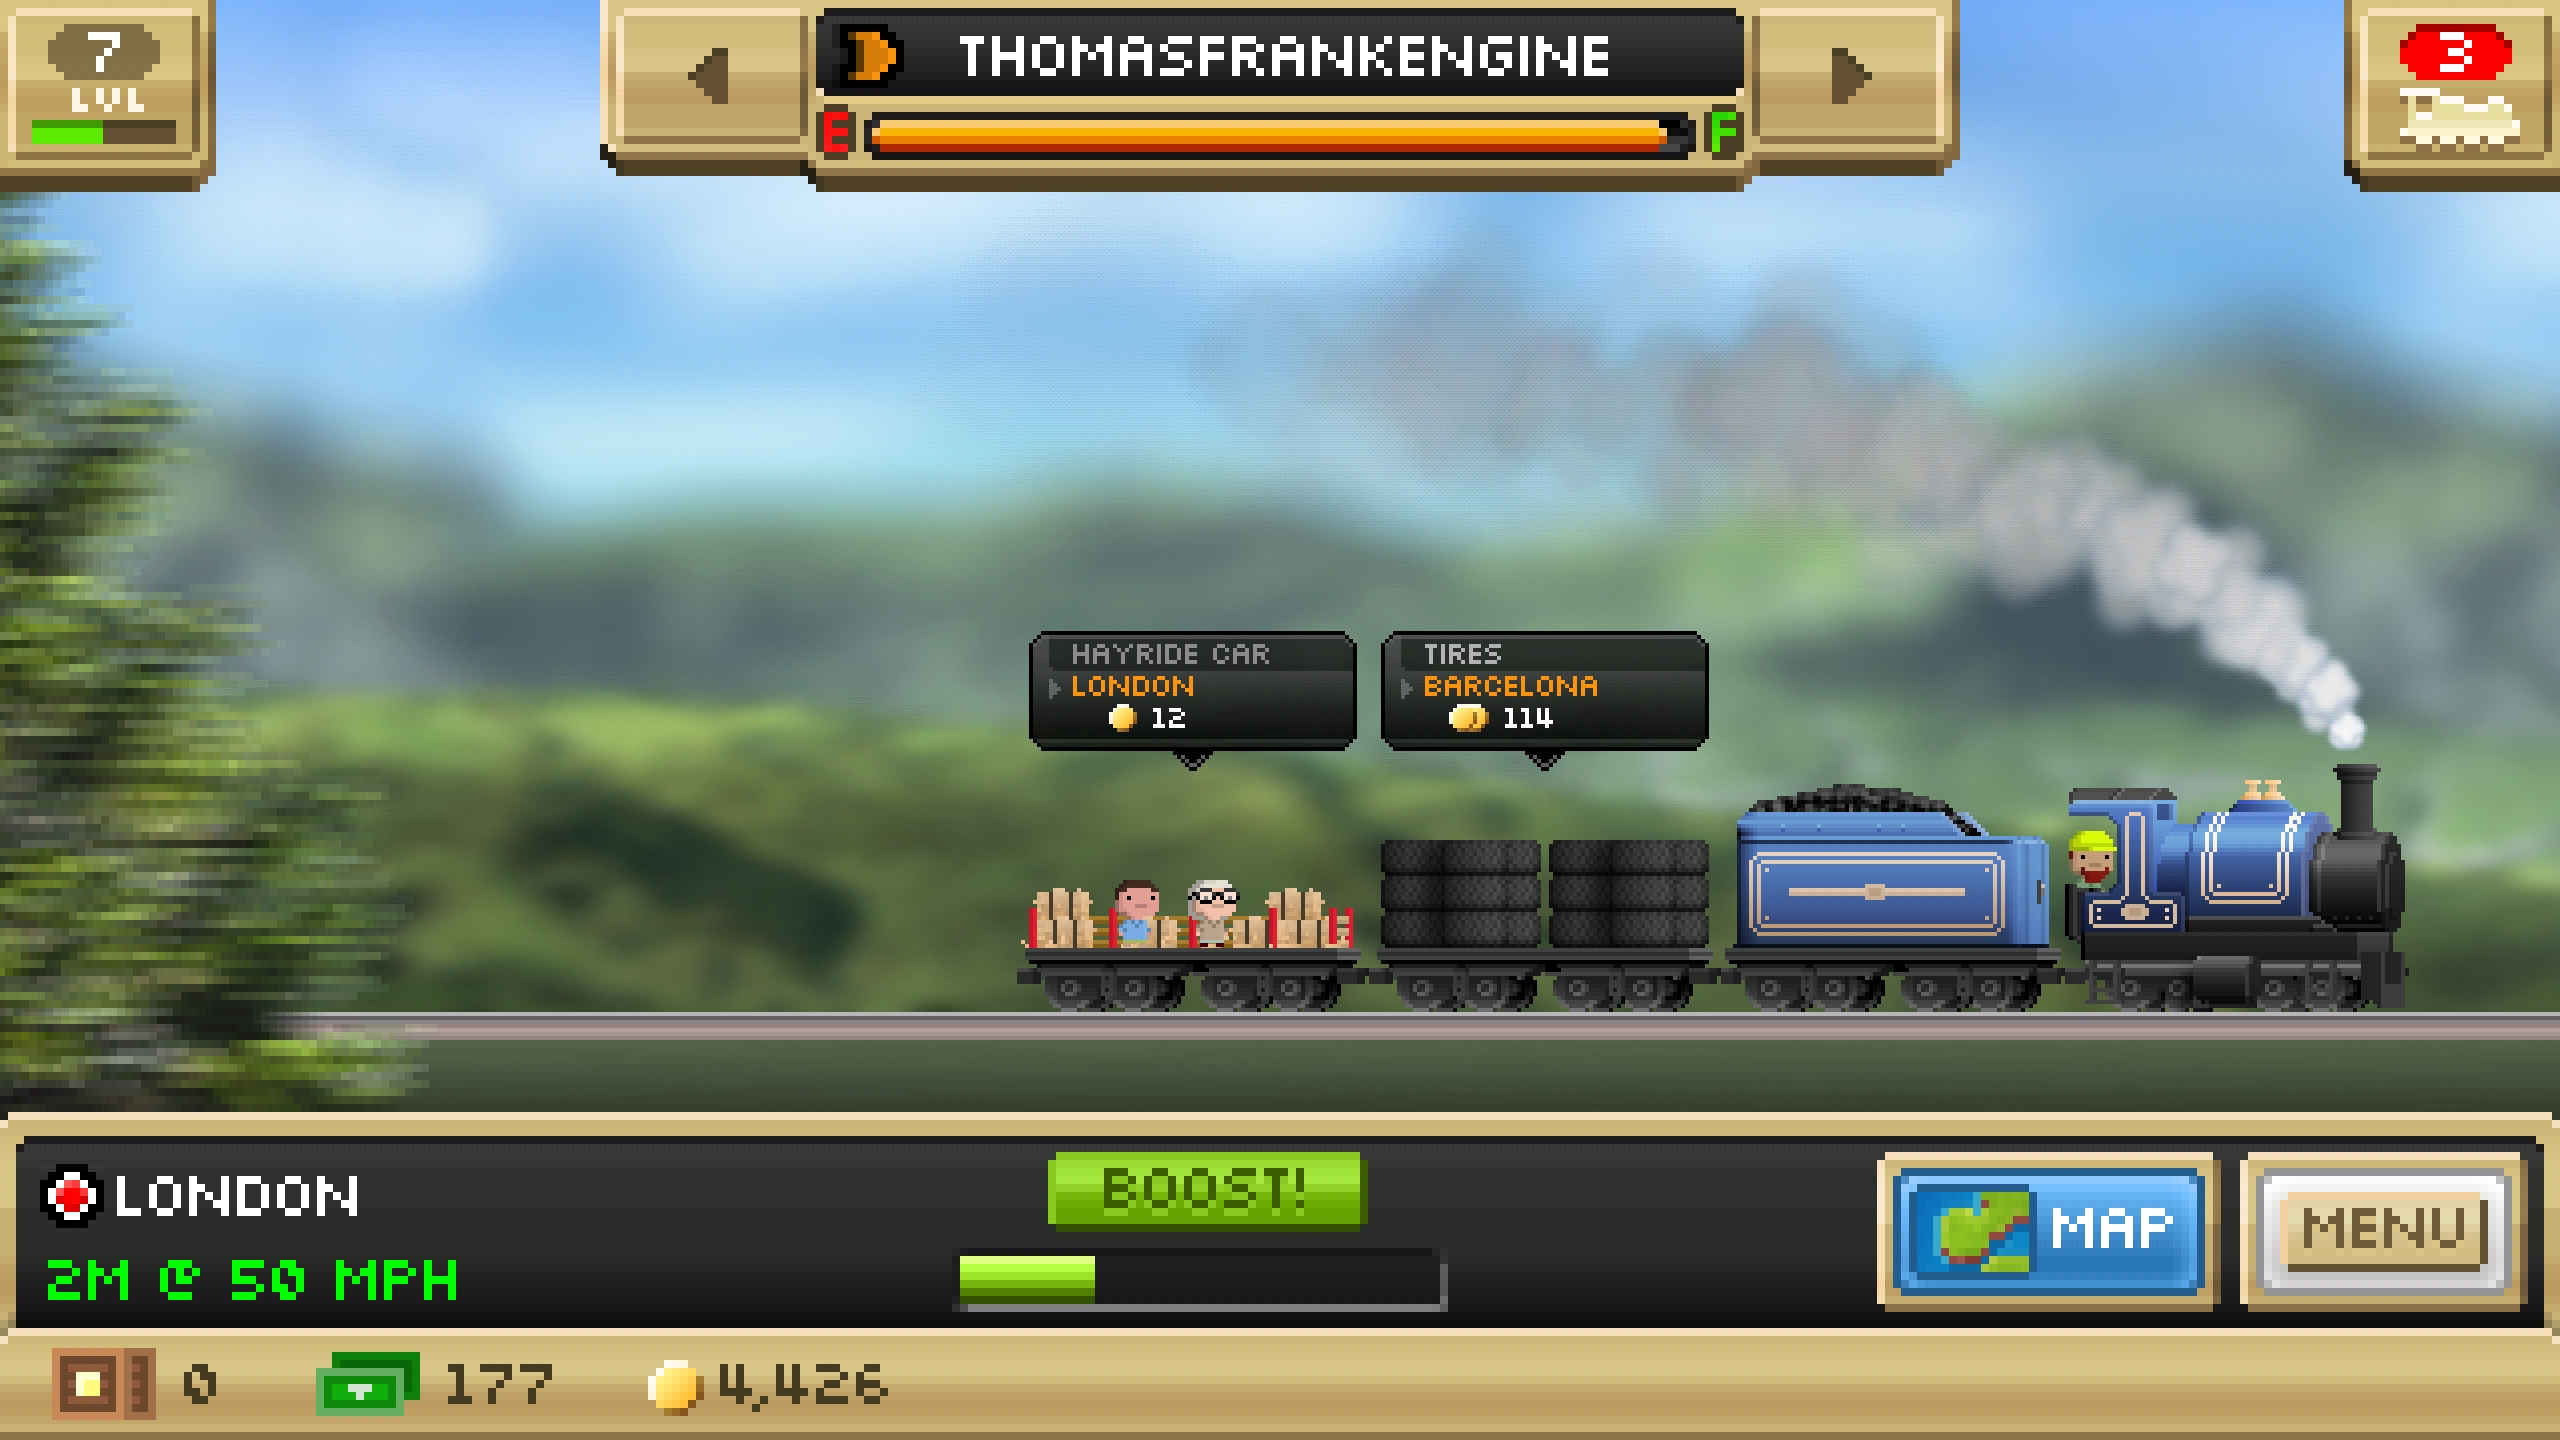 7
LVL
THOMASFRANKENGINE
E
F
3
HAYRIDE CAR
LONDON
12
TIRES
BARCELONA
114
LONDON
2M @ 50 MPH
BOOST!
MAP
MENU
0
177
4,426